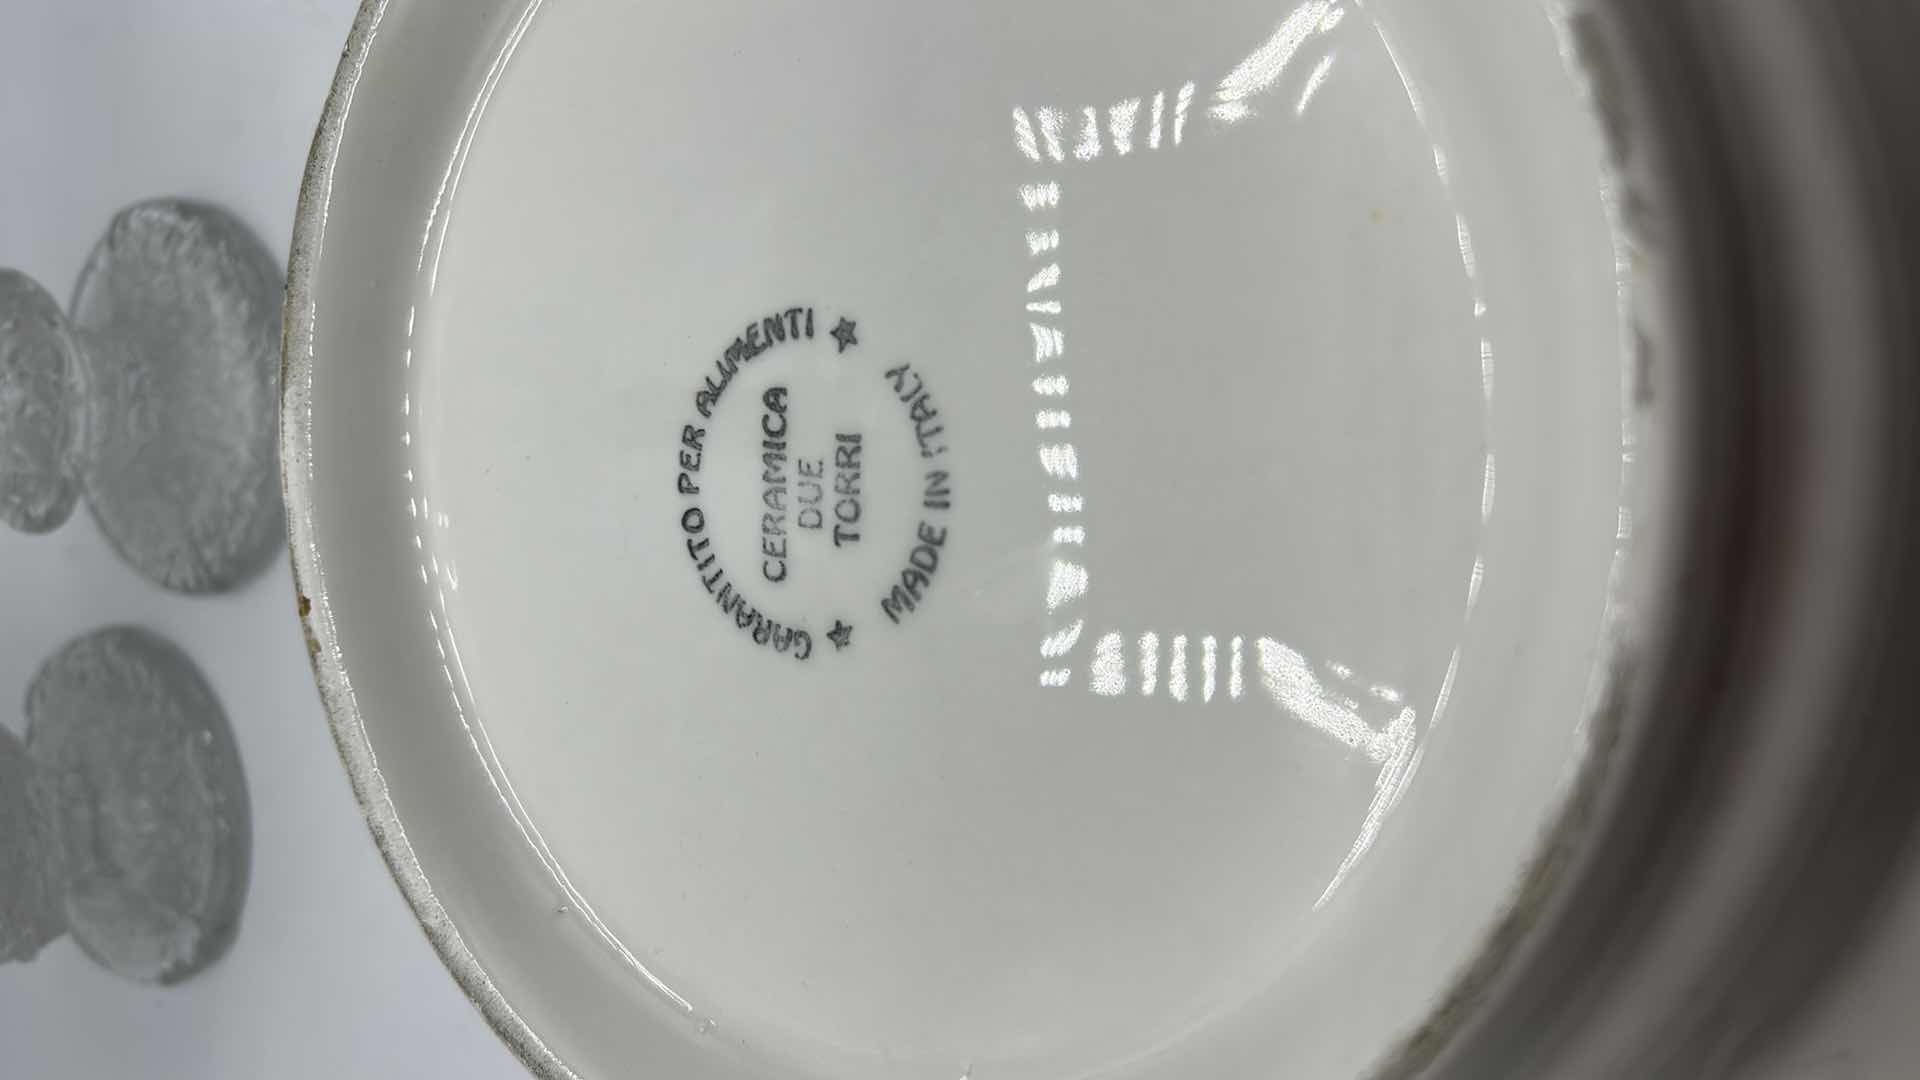 GARANTITO PER ALIMENTI
CERAMICA
DUE
TORRI
MADE IN ITALY